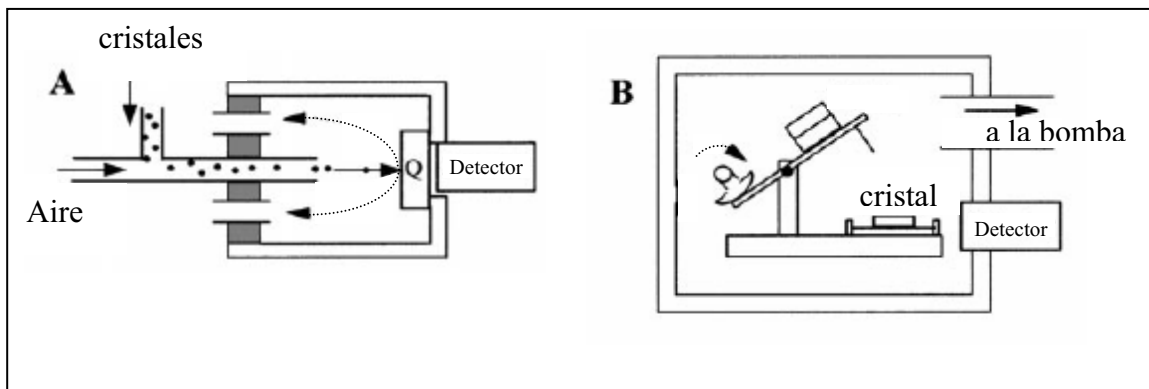 cristales
A
Q
Detector
Aire
B
a la bomba
cristal
Detector